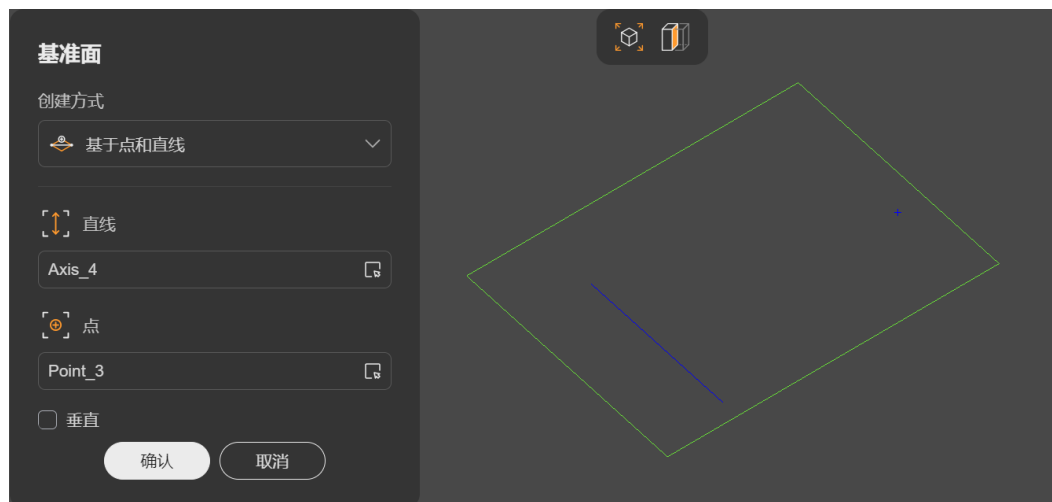 基准面
创建方式
基于点和直线
直线
Axis_4
点
Point_3
垂直
确认 取消